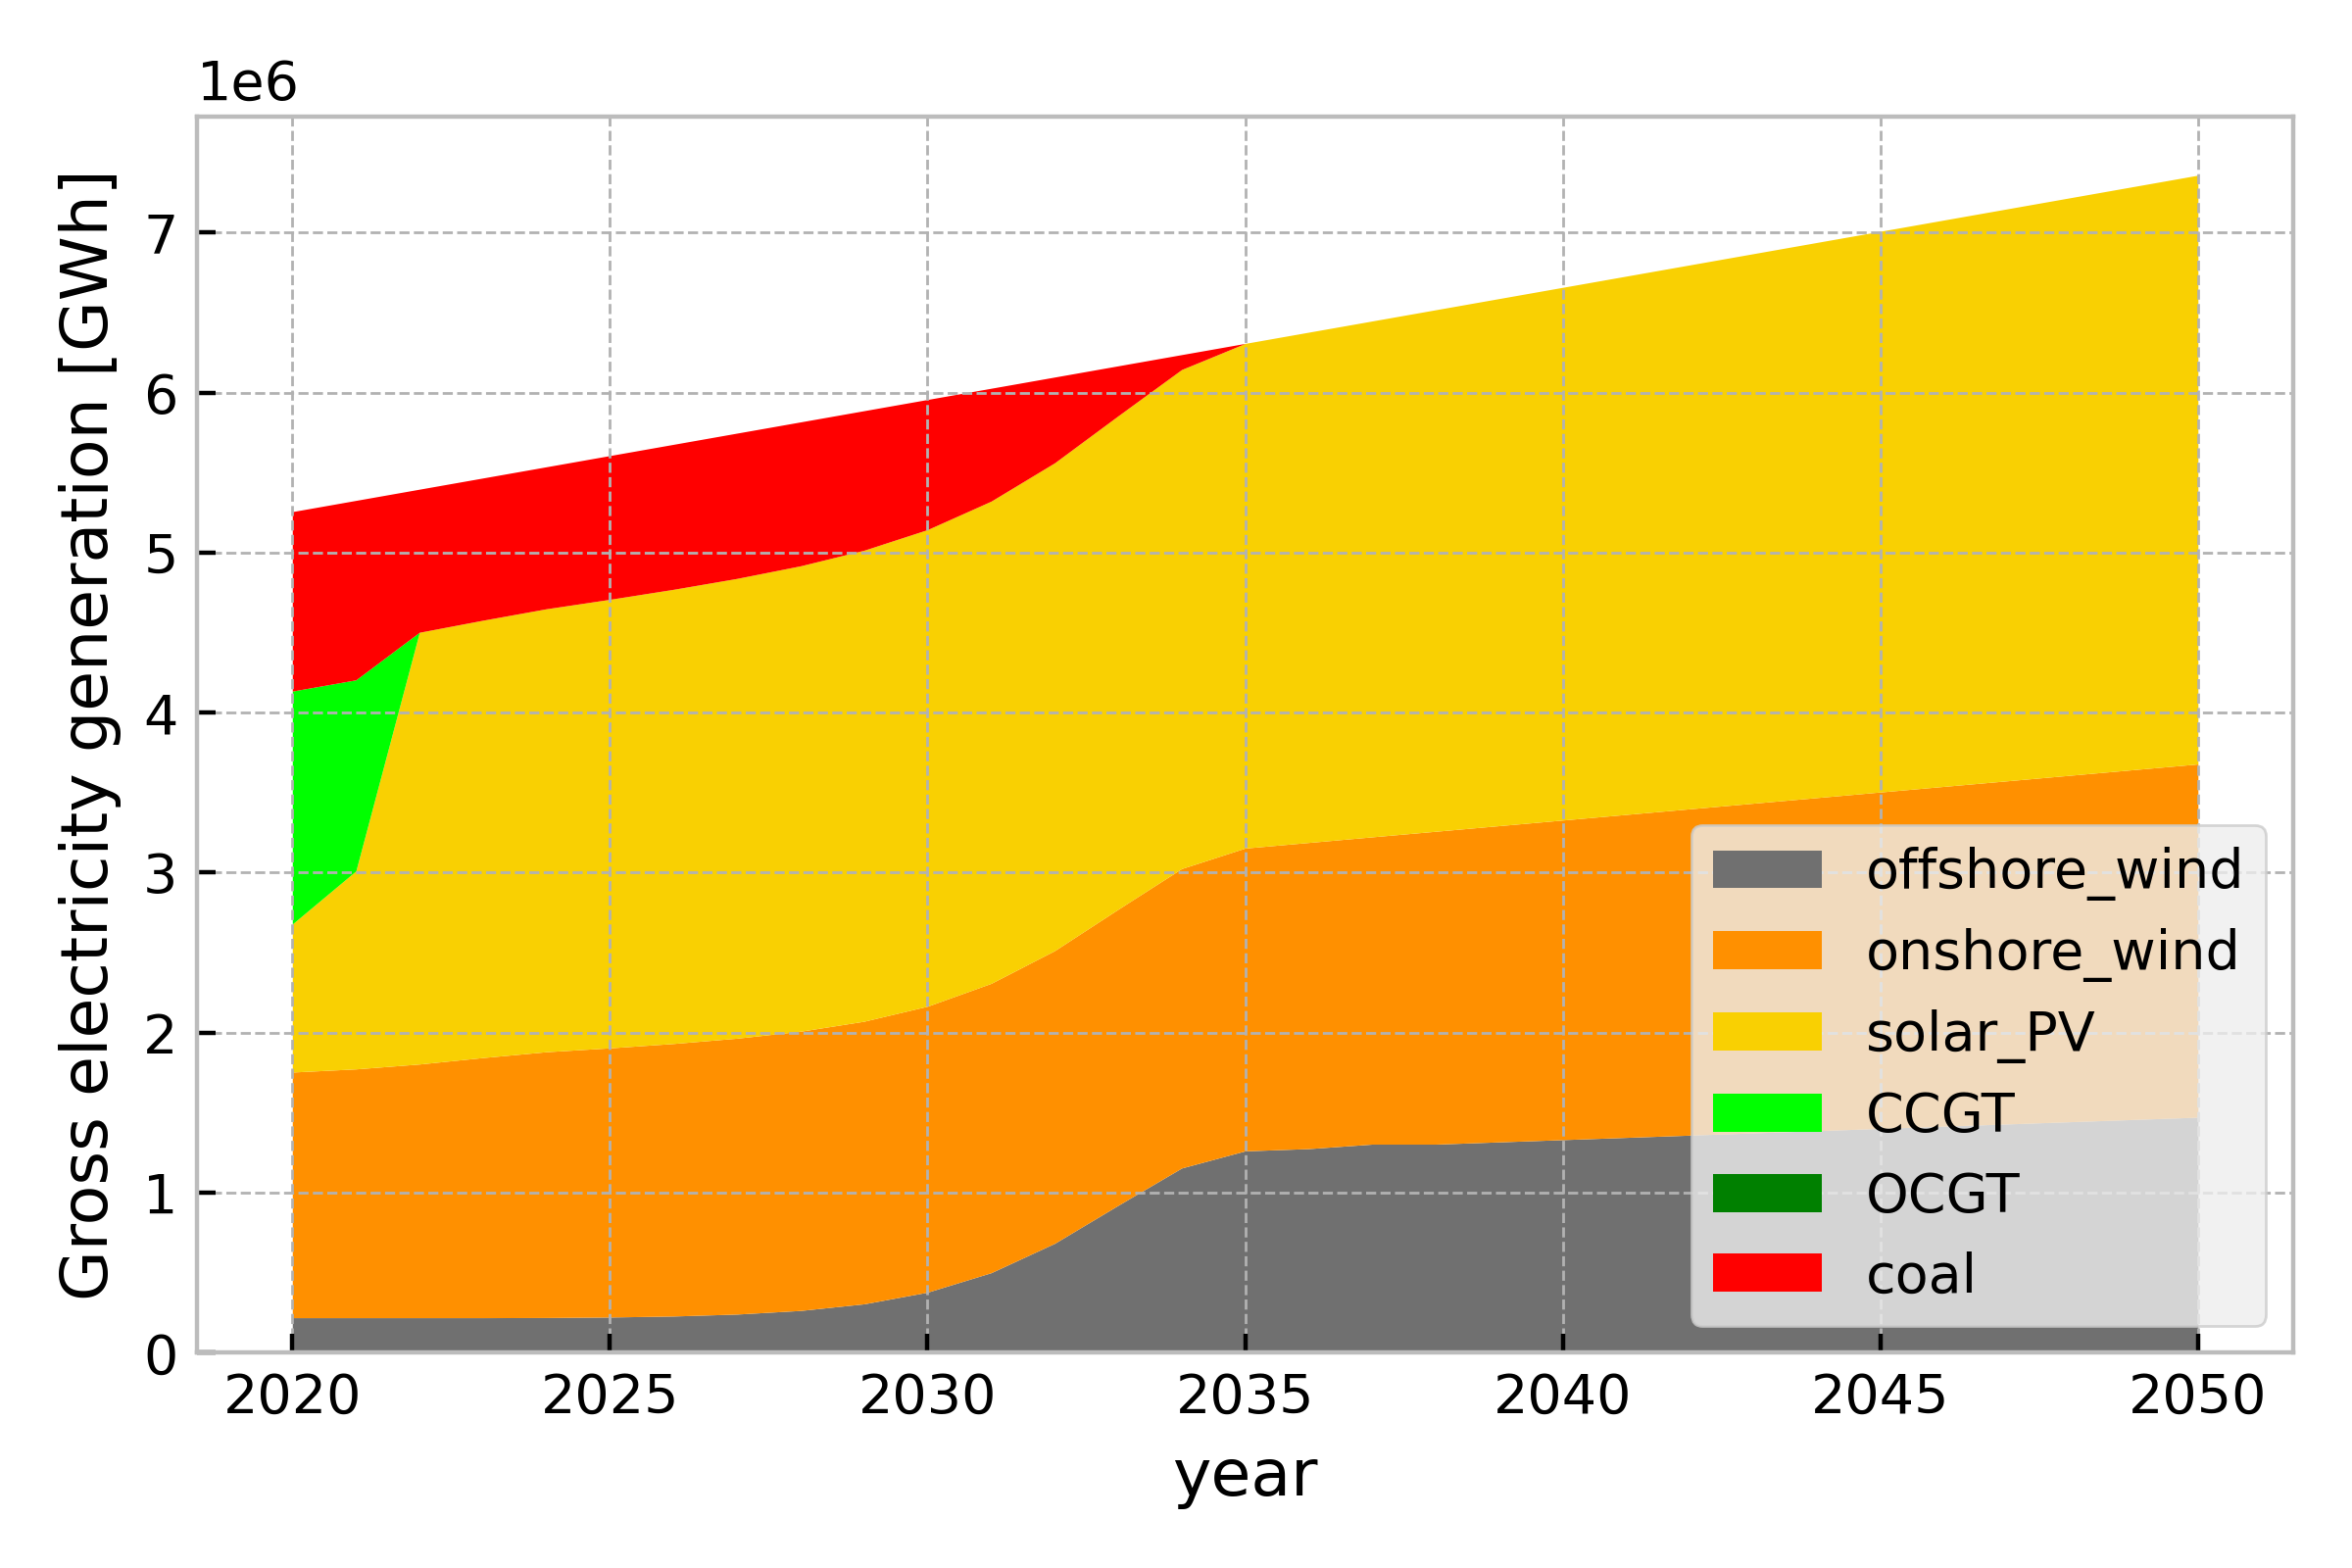 1e6
Gross electricity generation [GWh]
7
6
5
4
3
2
1
0
offshore_wind
onshore_wind
solar_PV
CCGT
OCGT
coal
2020 2025 2030 2035 2040 2045 2050
year